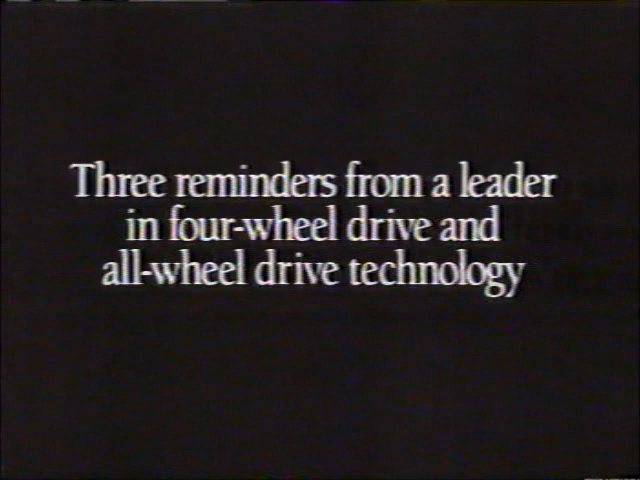 Three reminders from a leader
in four-wheel drive and
all-wheel drive technology